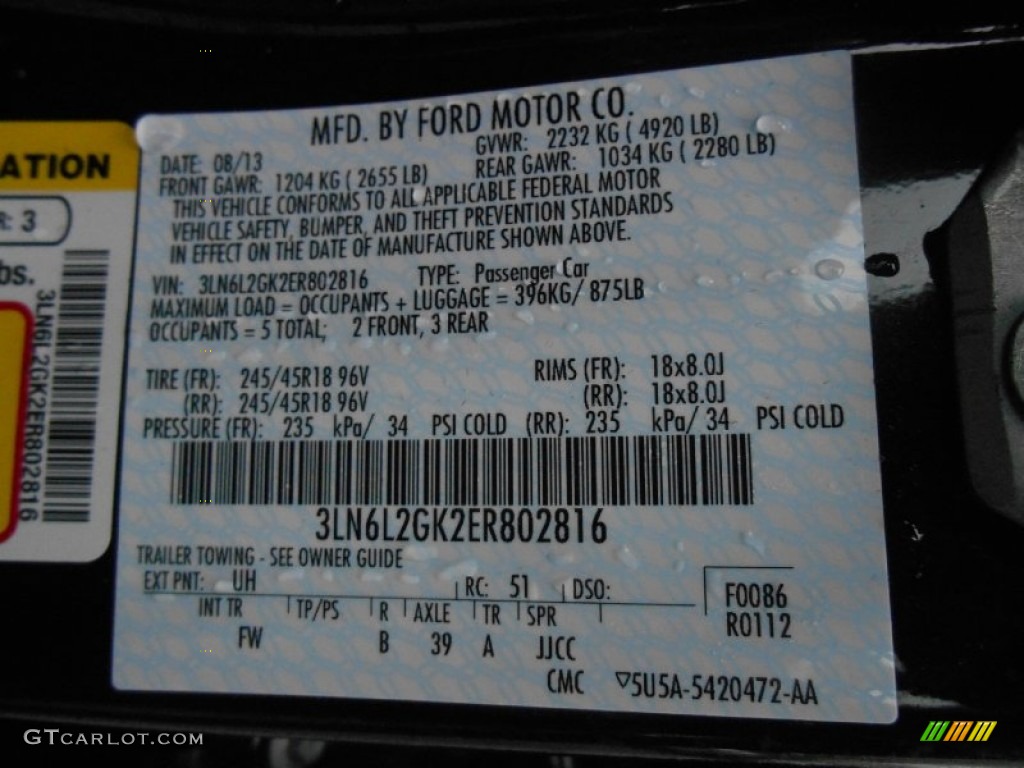 MFD. BY FORD MOTOR CO.
DATE: 08/13 GVWR: 2232 KG ( 4920 LB)
FRONT GAWR: 1204 KG ( 2655 LB) REAR GAWR: 1034 KG ( 2280 LB)
THIS VEHICLE CONFORMS TO ALL APPLICABLE FEDERAL MOTOR
VEHICLE SAFETY, BUMPER, AND THEFT PREVENTION STANDARDS
IN EFFECT ON THE DATE OF MANUFACTURE SHOWN ABOVE.
VIN: 3LN6L2GK2ER802816 TYPE: Passenger Car
MAXIMUM LOAD = OCCUPANTS + LUGGAGE = 396KG/ 875LB
OCCUPANTS = 5 TOTAL; 2 FRONT, 3 REAR
TIRE (FR): 245/45R18 96V RIMS (FR): 18x8.0J
(RR): 245/45R18 96V (RR): 18x8.0J
PRESSURE (FR): 235 kPa/ 34 PSI COLD (RR): 235 kPa/ 34 PSI COLD
3LN6L2GK2ER802816
TRAILER TOWING - SEE OWNER GUIDE
EXT PNT: UH RC: 51 DSO:
INT TR TP/PS R AXLE TR SPR
FW B 39 A JJCC
F0086
R0112
CMC ▽5U5A-5420472-AA
ATION
R: 3
bs.
3LN6L2GK2ER802816
GTCARLOT.COM